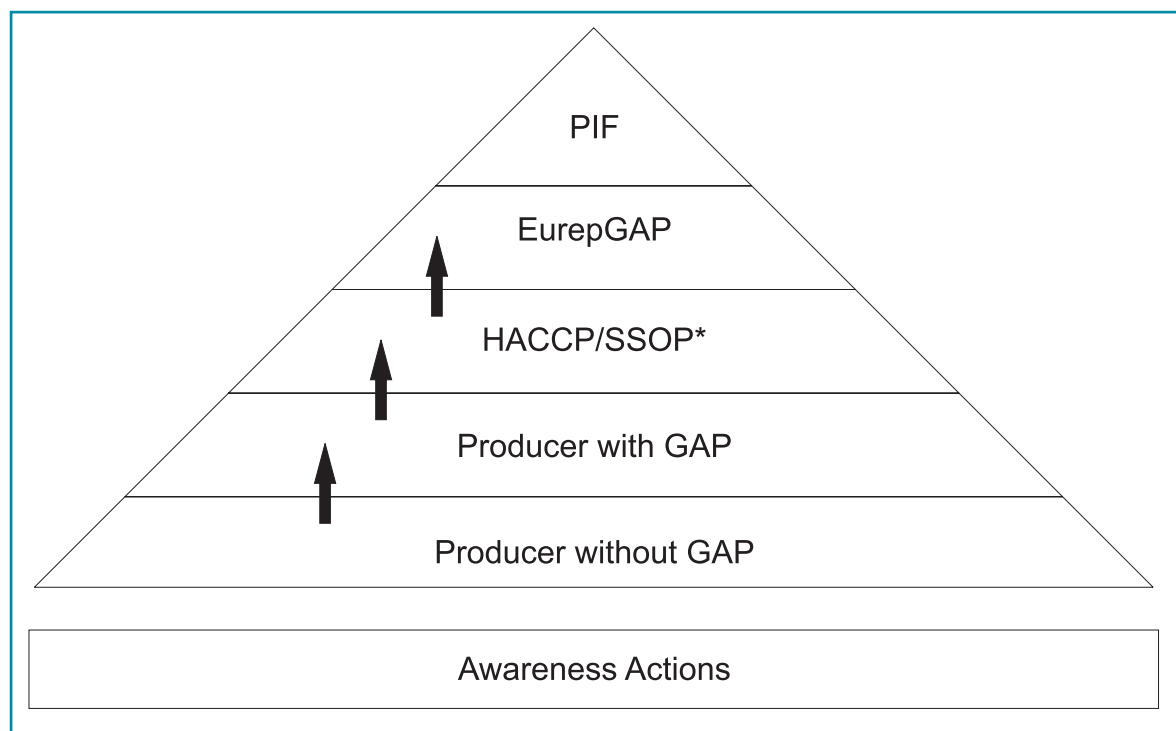 PIF
EurepGAP
HACCP/SSOP*
Producer with GAP
Producer without GAP
Awareness Actions